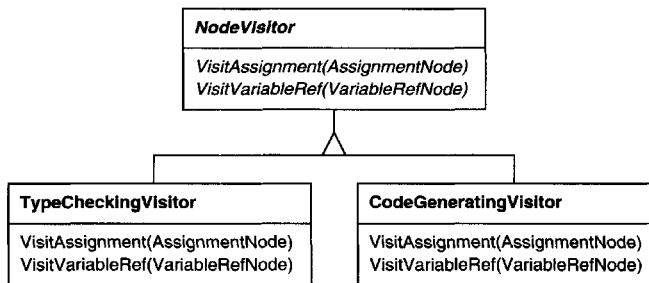 NodeVisitor
VisitAssignment(AssignmentNode)
VisitVariableRef(VariableRefNode)
TypeCheckingVisitor
VisitAssignment(AssignmentNode)
VisitVariableRef(VariableRefNode)
CodeGeneratingVisitor
VisitAssignment(AssignmentNode)
VisitVariableRef(VariableRefNode)